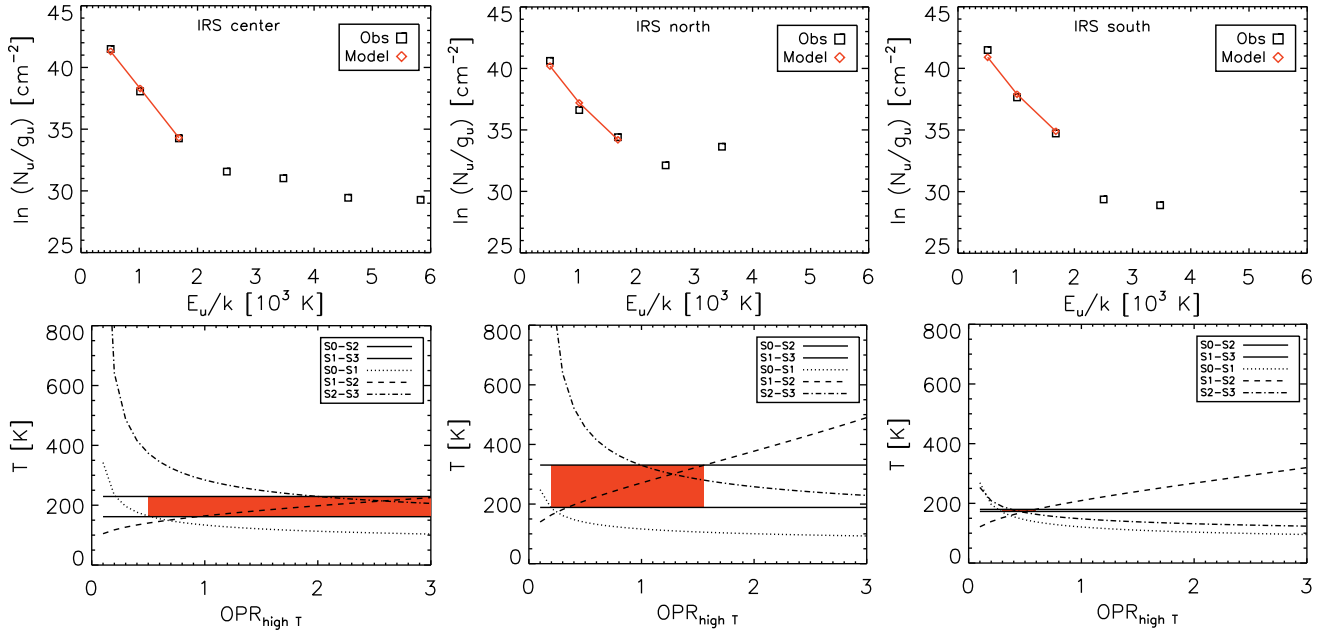 IRS center
Obs
Model
ln (N_u/g_u) [cm^-2]
45
40
35
30
25
0 1 2 3 4 5 6
E_u/k [10^3 K]
IRS north
Obs
Model
ln (N_u/g_u) [cm^-2]
45
40
35
30
25
0 1 2 3 4 5 6
E_u/k [10^3 K]
IRS south
Obs
Model
ln (N_u/g_u) [cm^-2]
45
40
35
30
25
0 1 2 3 4 5 6
E_u/k [10^3 K]
S0-S2
S1-S3
S0-S1
S1-S2
S2-S3
T [K]
800
600
400
200
0
0 1 2 3
OPR_high T
S0-S2
S1-S3
S0-S1
S1-S2
S2-S3
T [K]
800
600
400
200
0
0 1 2 3
OPR_high T
S0-S2
S1-S3
S0-S1
S1-S2
S2-S3
T [K]
800
600
400
200
0
0 1 2 3
OPR_high T